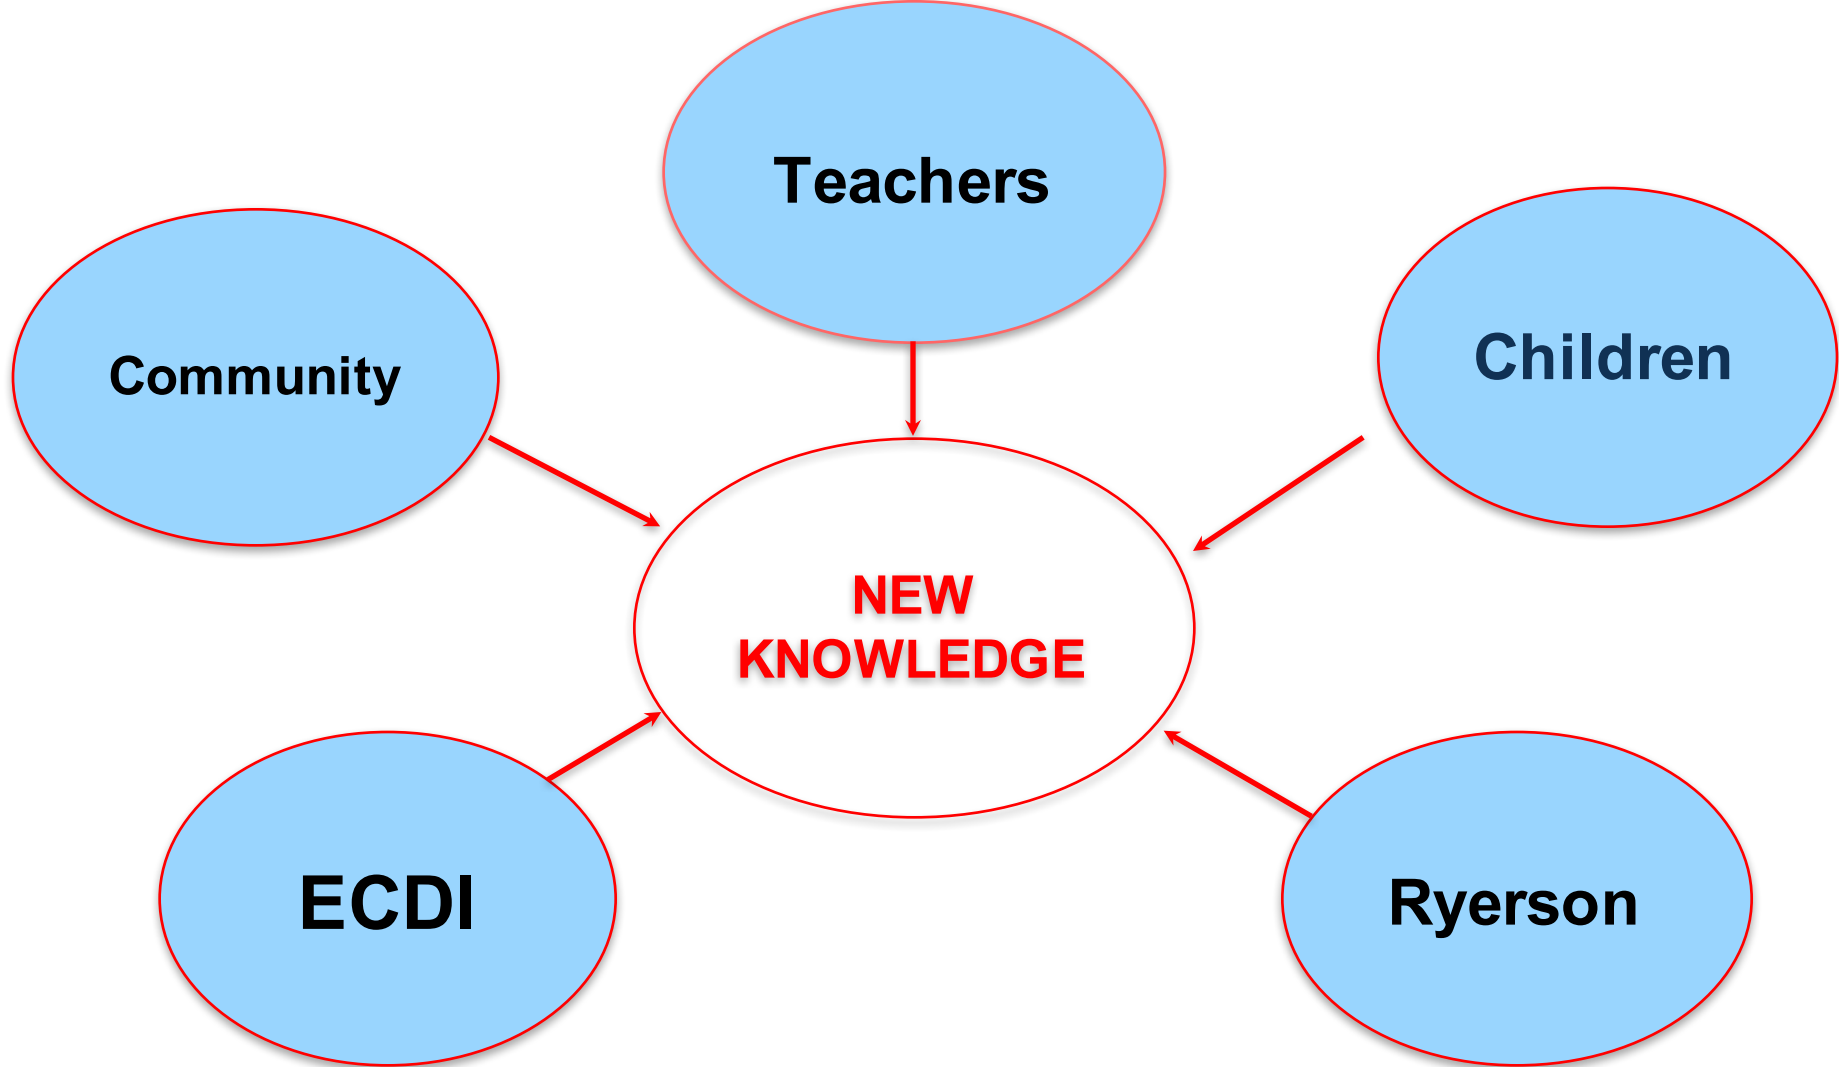 Teachers
Community
Children
NEW
KNOWLEDGE
ECDI
Ryerson